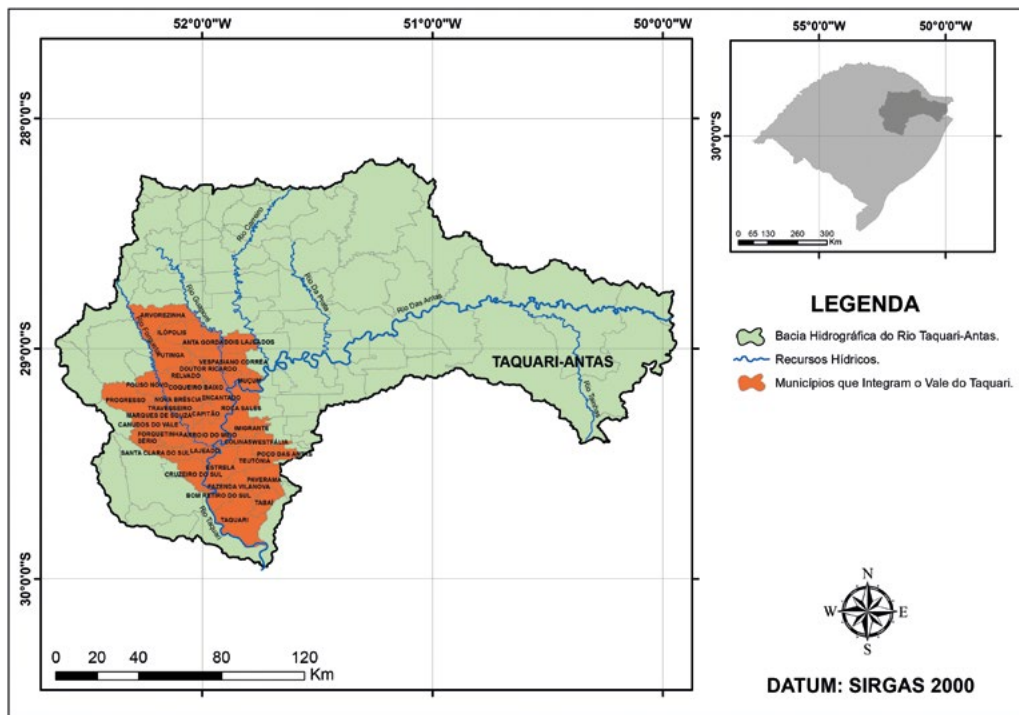 52°0'0"W
51°0'0"W
50°0'0"W
28°0'0"S
29°0'0"S
30°0'0"S
Rio Carreiro
Rio Guaporé
Rio Da Prata
Rio Das Antas
Rio Tainhas
Rio Taquari
TAQUARI-ANTAS
ARVOREZINHA
ILÓPOLIS
ANTA GORDA
DOIS LAJEADOS
PUTINGA
VESPASIANO CORREA
DOUTOR RICARDO
RELVADO
MUÇUM
POUSO NOVO
COQUEIRO BAIXO
PROGRESSO
NOVA BRÉSCIA
ENCANTADO
TRAVESSEIRO
CAPITÃO
ROCA SALES
MARQUES DE SOUZA
CANUDOS DO VALE
IMIGRANTE
FORQUETINHA
ARROIO DO MEIO
SÉRIO
COLINAS
WESTFÁLIA
SANTA CLARA DO SUL
LAJEADO
POÇO DAS ANTAS
TEUTÔNIA
ESTRELA
CRUZEIRO DO SUL
PAVERAMA
FAZENDA VILANOVA
BOM RETIRO DO SUL
TABAÍ
TAQUARI
0 20 40 80 120
Km
55°0'0"W
50°0'0"W
30°0'0"S
0 65 130 260 390
Km
LEGENDA
Bacia Hidrográfica do Rio Taquari-Antas.
Recursos Hídricos.
Municípios que Integram o Vale do Taquari.
N
W E
S
DATUM: SIRGAS 2000